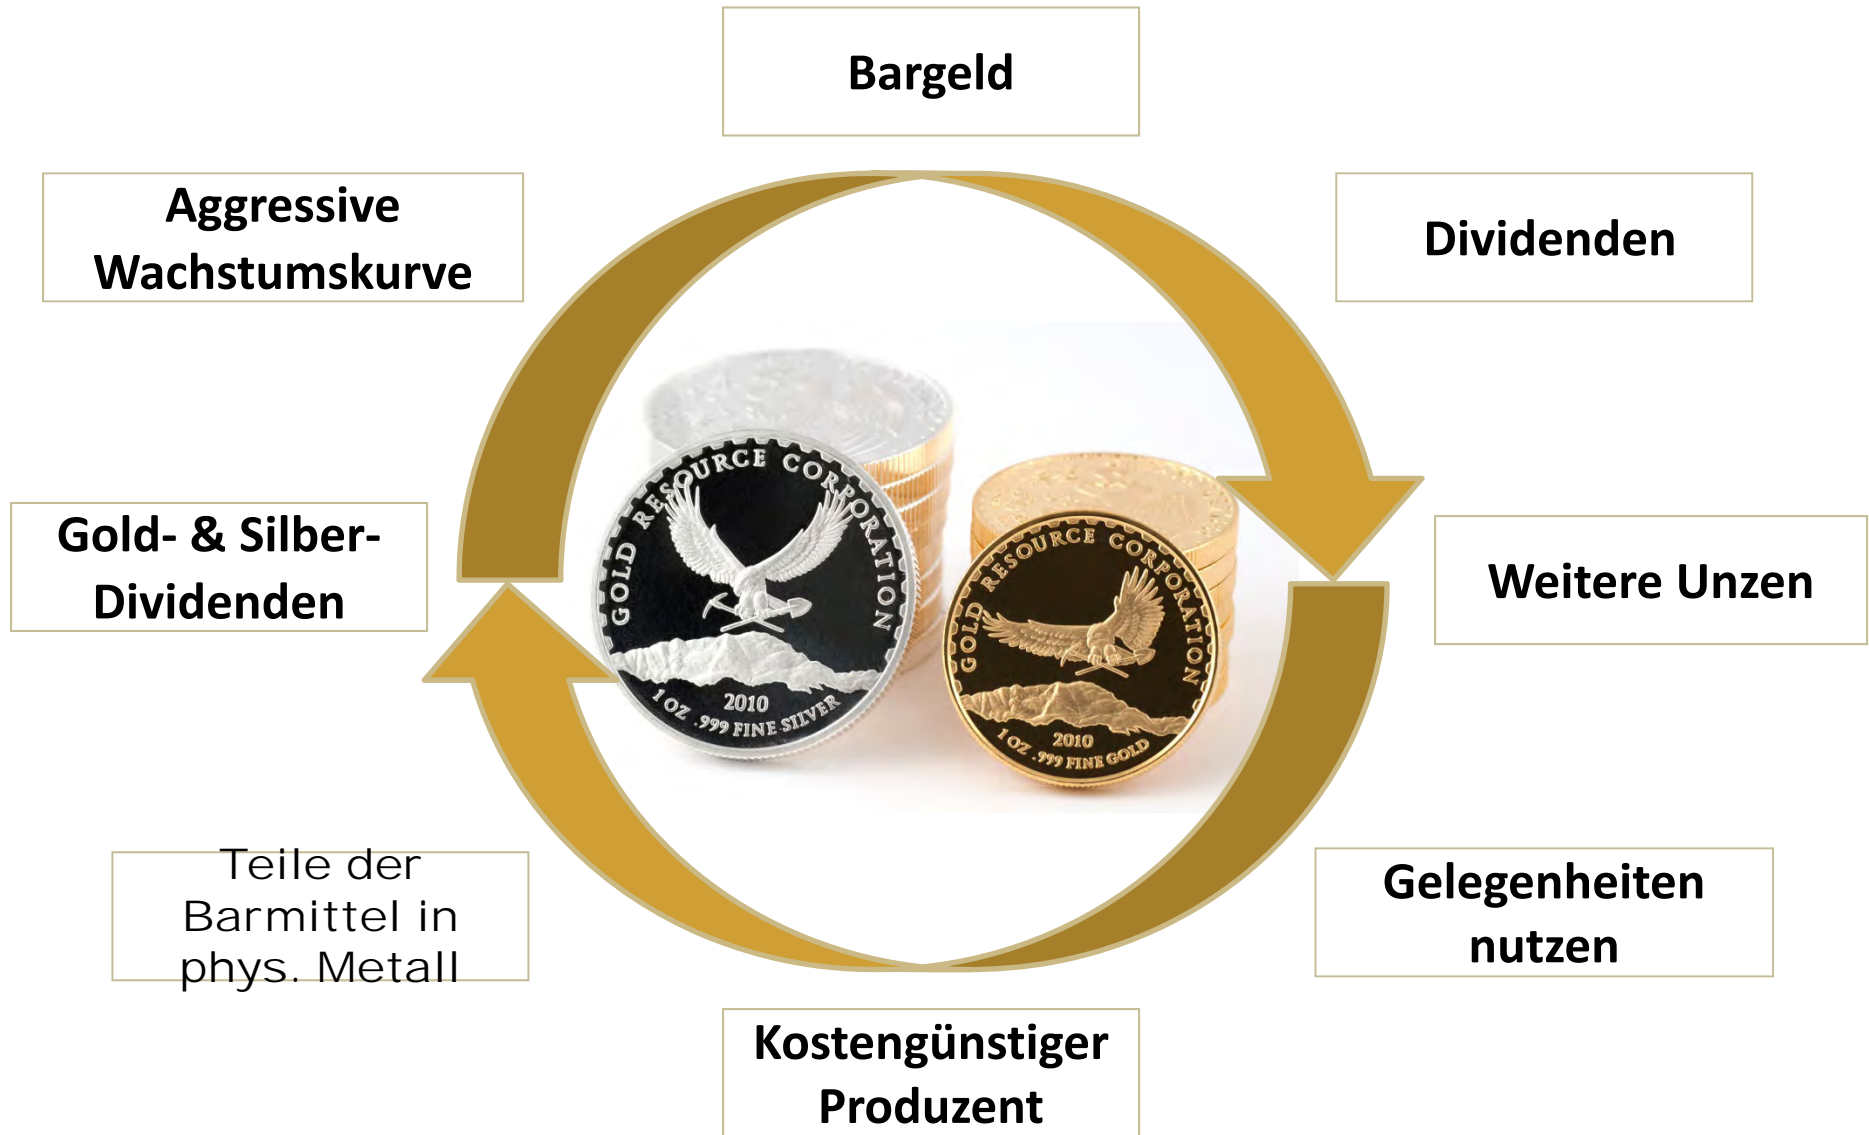 Bargeld
Aggressive
Wachstumskurve
Dividenden
Gold- & Silber-
Dividenden
GOLD RESOURCE CORPORATION
2010
1 OZ .999 FINE SILVER
GOLD RESOURCE CORPORATION
2010
1 OZ .999 FINE GOLD
Weitere Unzen
Teile der
Barmittel in
phys. Metall
Gelegenheiten
nutzen
Kostengünstiger
Produzent